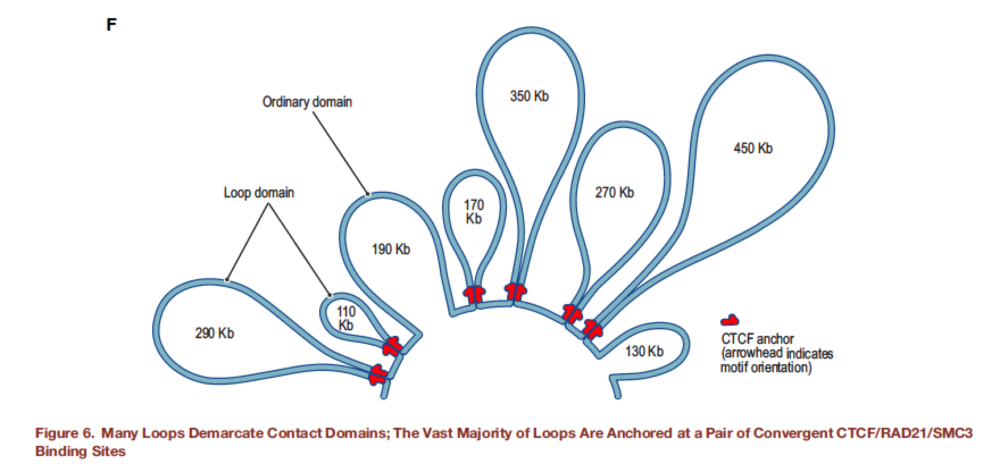 F
350 Kb
Ordinary domain
450 Kb
Loop domain
270 Kb
170
Kb
190 Kb
110
Kb
290 Kb
130 Kb
CTCF anchor
(arrowhead indicates
motif orientation)
Figure 6. Many Loops Demarcate Contact Domains; The Vast Majority of Loops Are Anchored at a Pair of Convergent CTCF/RAD21/SMC3
Binding Sites